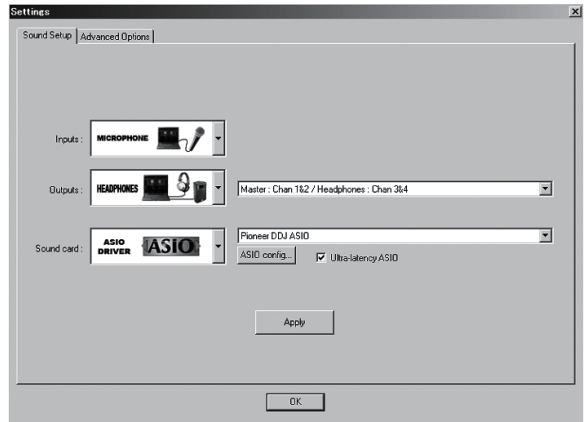 Settings
Sound Setup Advanced Options
Inputs : MICROPHONE
Outputs : HEADPHONES Master : Chan 1&2 / Headphones : Chan 3&4
Sound card : ASIO DRIVER ASIO Pioneer DDJ ASIO
ASIO config... Ultra-latency ASIO
Apply
OK